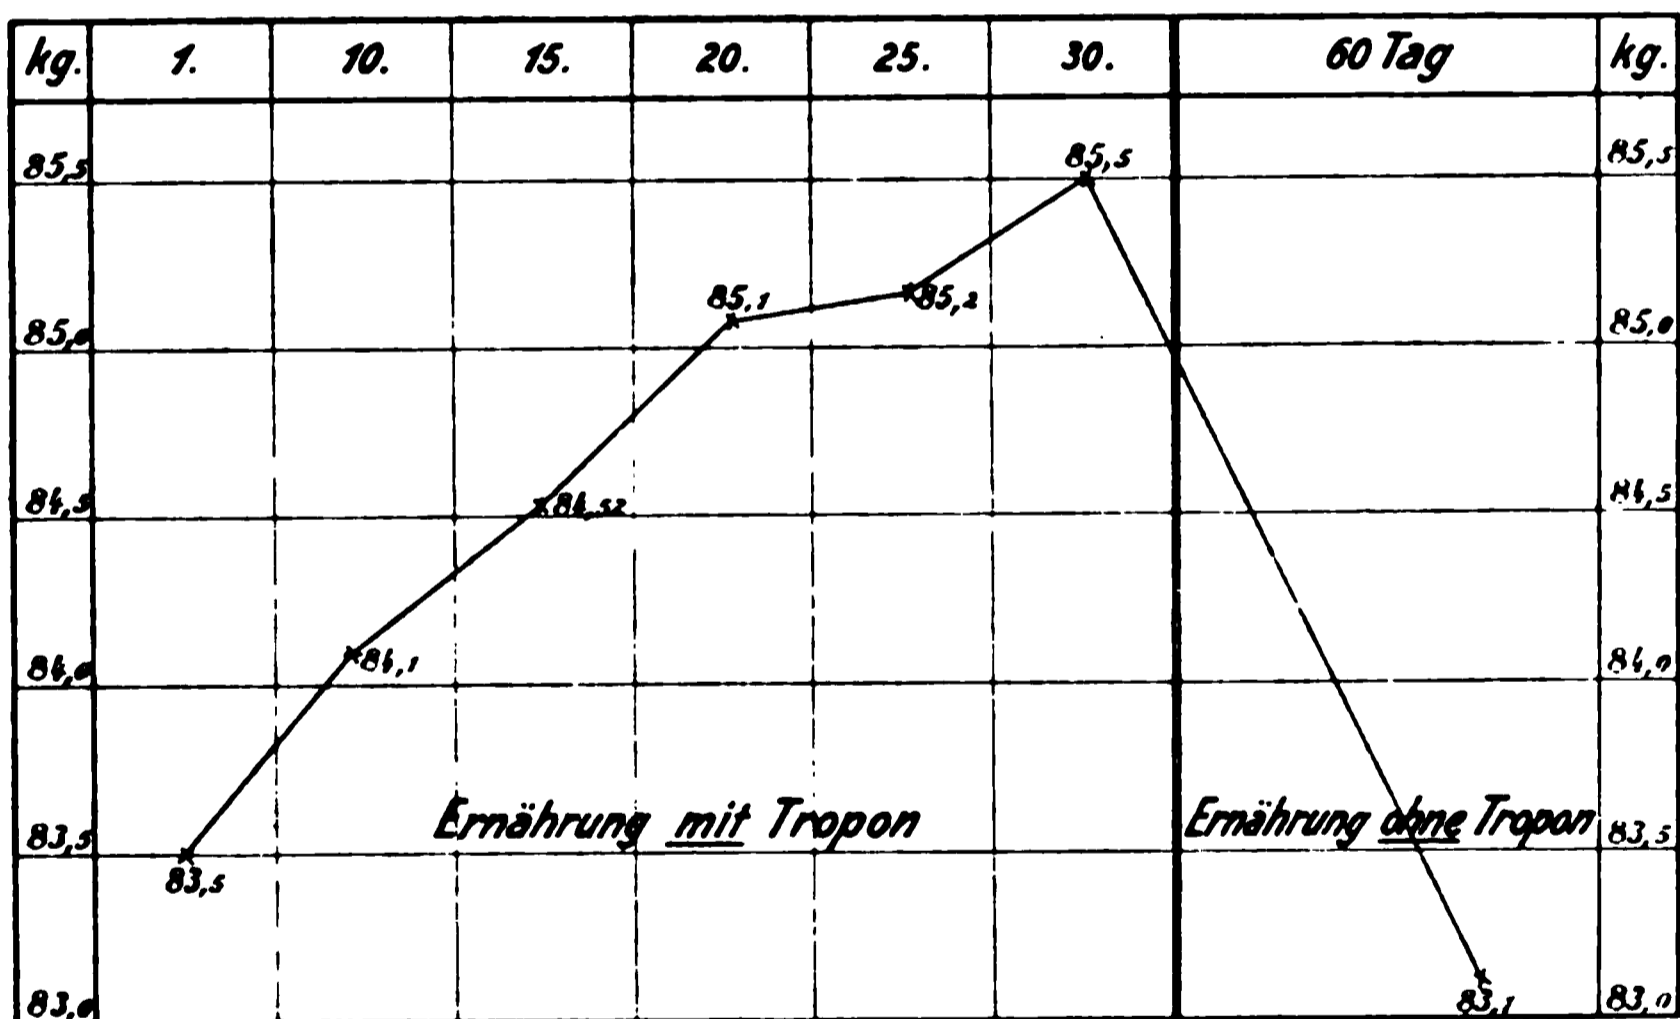 kg. 1. 10. 15. 20. 25. 30. 60 Tag kg.
85,5 85,5 85,5
85,1 85,2
85,0 85,0
84,5 84,52 84,5
84,0 84,1 84,0
Ernährung mit Tropon Ernährung ohne Tropon
83,5 83,5
83,5
83,0 83,1 83,0